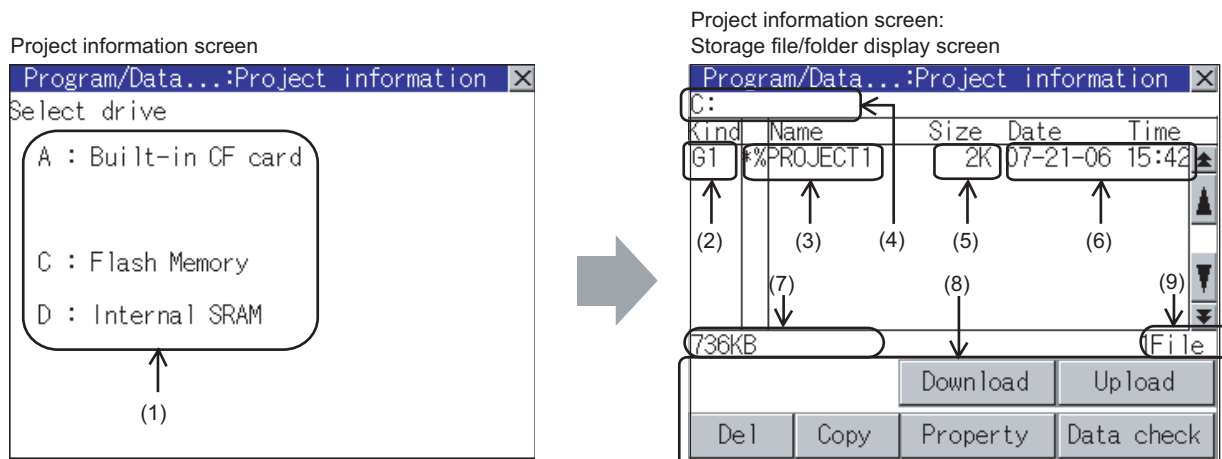 Project information screen
Program/Data...:Project information
Select drive
A : Built-in CF card
C : Flash Memory
D : Internal SRAM
(1)
Project information screen:
Storage file/folder display screen
Program/Data...:Project information
C:
Kind Name Size Date Time
G1 *%PROJECT1 2K 07-21-06 15:42
(2) (3) (4) (5) (6)
(7) (8) (9)
736KB 1File
Download Upload
Del Copy Property Data check